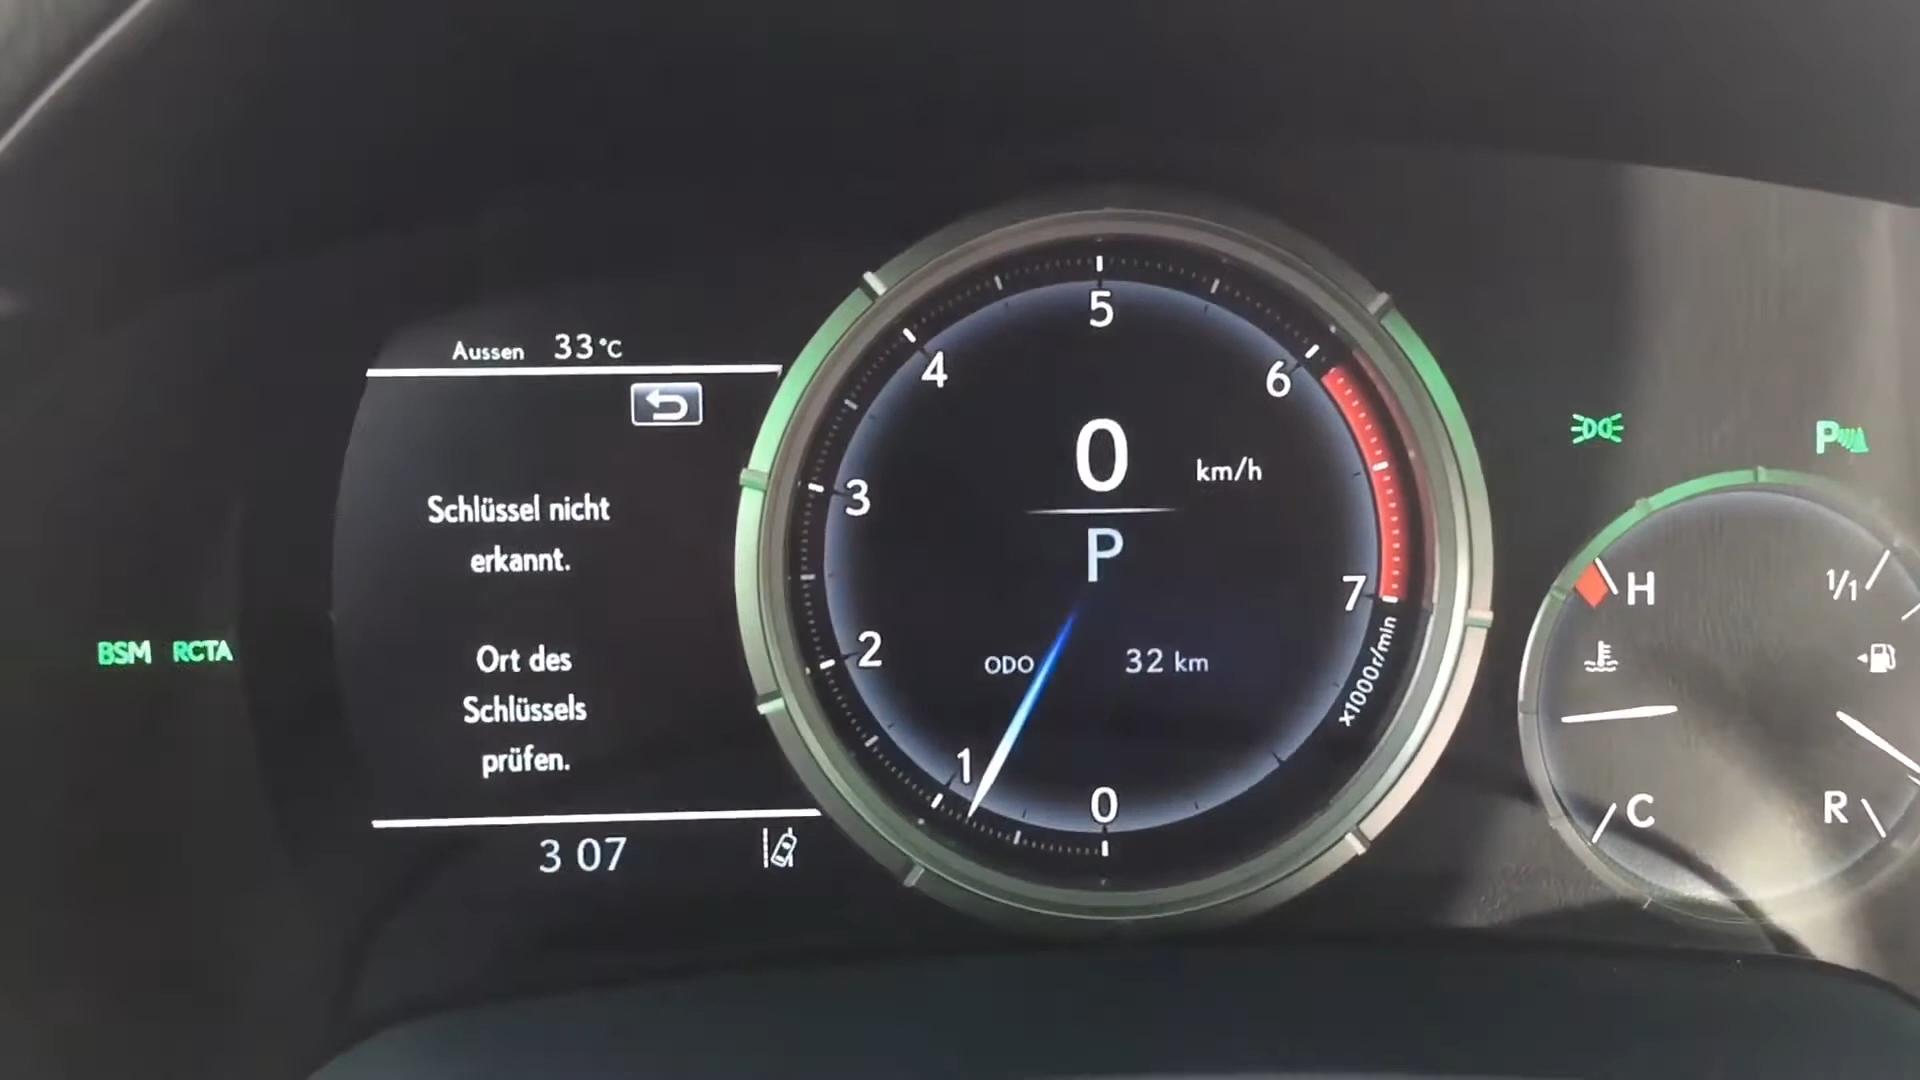 Aussen 33°C
Schlüssel nicht
erkannt.
Ort des
Schlüssels
prüfen.
3 07
BSM RCTA
5
4
6
3
7
2
1
0
0 km/h
P
ODO 32 km
x1000r/min
P
H
1/1
C
R